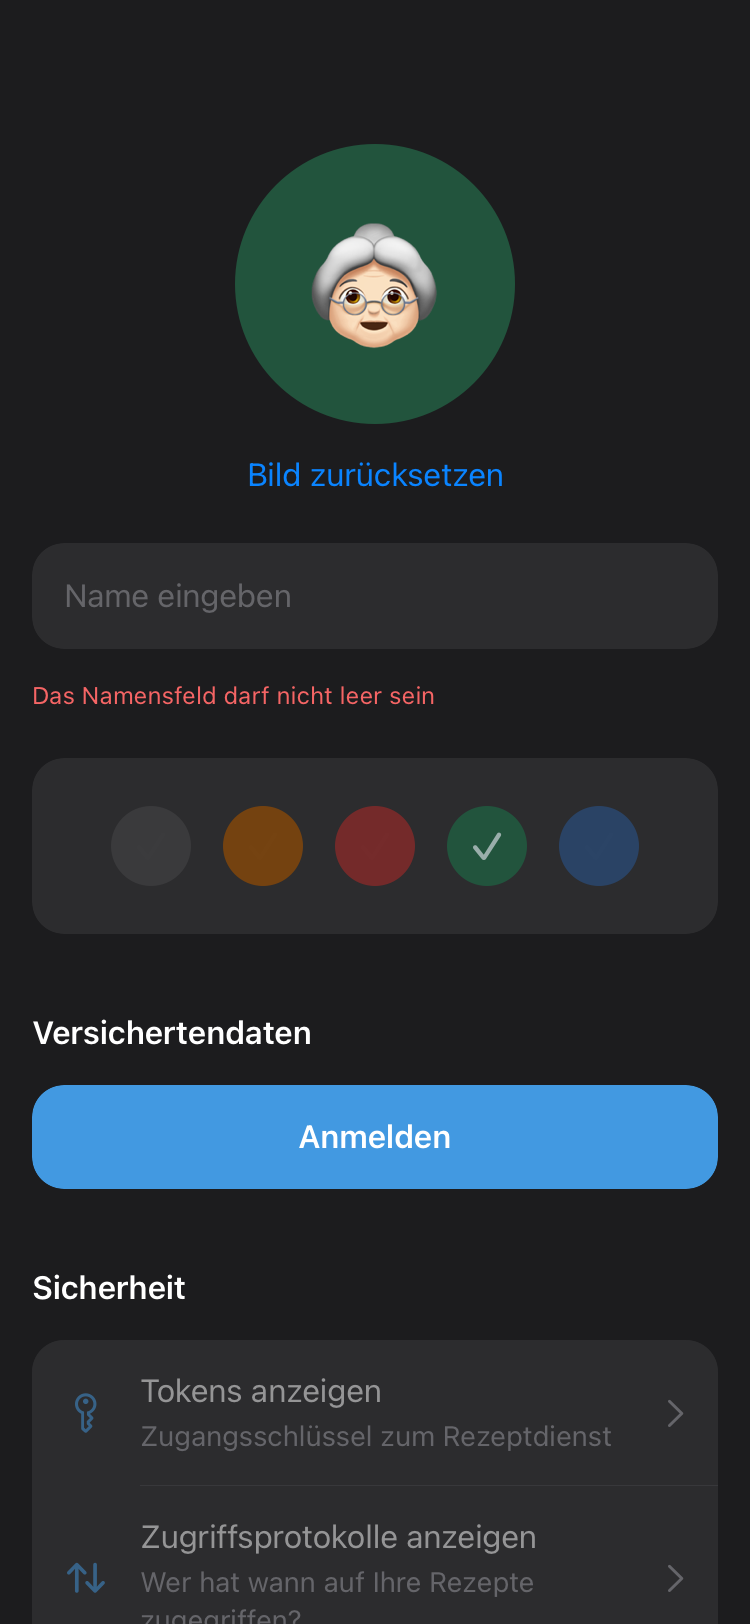 Bild zurücksetzen
Name eingeben
Das Namensfeld darf nicht leer sein
Versichertendaten
Anmelden
Sicherheit
Tokens anzeigen
Zugangsschlüssel zum Rezeptdienst
Zugriffsprotokolle anzeigen
Wer hat wann auf Ihre Rezepte
zugegriffen?